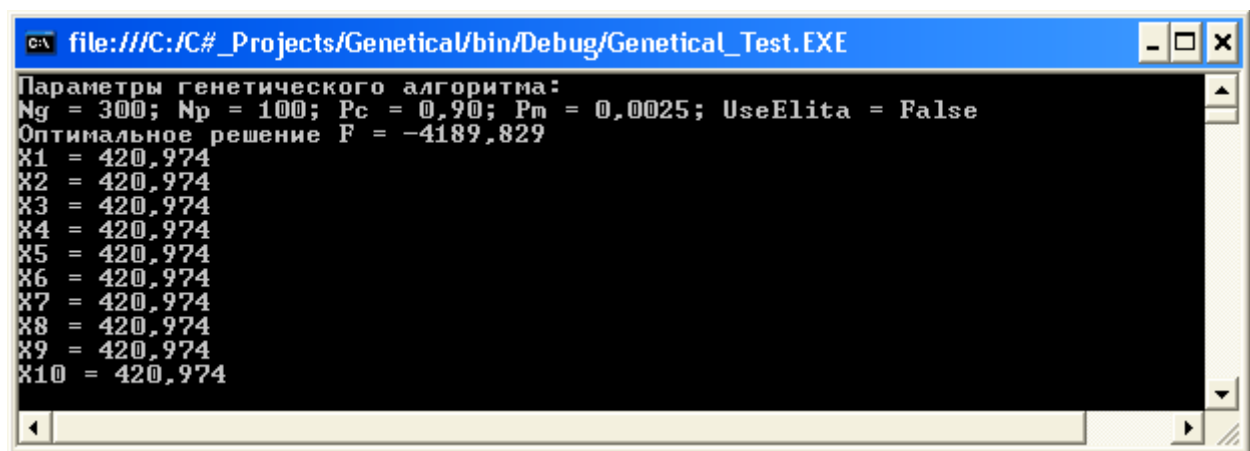 file:///C:/C#_Projects/Genetical/bin/Debug/Genetical_Test.EXE
Параметры генетического алгоритма:
Ng = 300; Np = 100; Pc = 0,90; Pm = 0,0025; UseElita = False
Оптимальное решение F = -4189,829
X1 = 420,974
X2 = 420,974
X3 = 420,974
X4 = 420,974
X5 = 420,974
X6 = 420,974
X7 = 420,974
X8 = 420,974
X9 = 420,974
X10 = 420,974